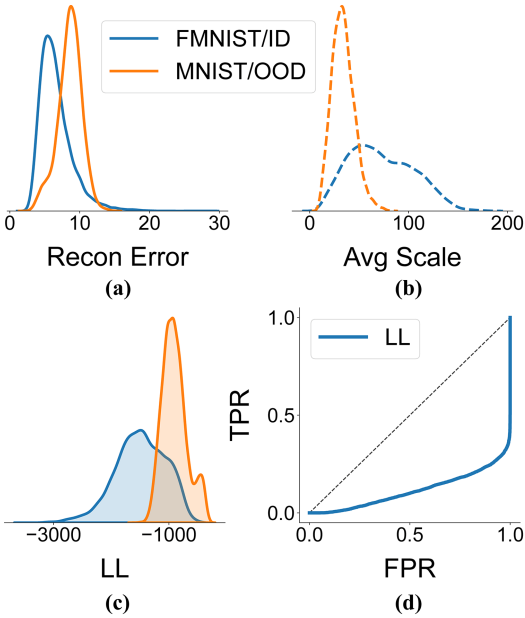 FMNIST/ID
MNIST/OOD
0 10 20 30
0 100 200
Recon Error
Avg Scale
(a)
(b)
1.0
LL
TPR
0.5
0.0
−3000 −1000
0.0 0.5 1.0
LL
FPR
(c)
(d)